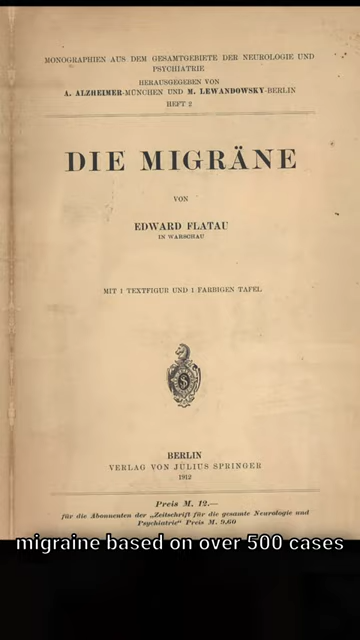 MONOGRAPHIEN AUS DEM GESAMTGEBIETE DER NEUROLOGIE UND
PSYCHIATRIE
HERAUSGEGEBEN VON
A. ALZHEIMER-MÜNCHEN UND M. LEWANDOWSKY-BERLIN
HEFT 2
DIE MIGRÄNE
VON
EDWARD FLATAU
IN WARSCHAU
MIT 1 TEXTFIGUR UND 1 FARBIGEN TAFEL
S
BERLIN
VERLAG VON JULIUS SPRINGER
1912
Preis M. 12.—
für die Abonnenten der „Zeitschrift für die gesamte Neurologie und
Psychiatrie“ Preis M. 9,60
migraine based on over 500 cases